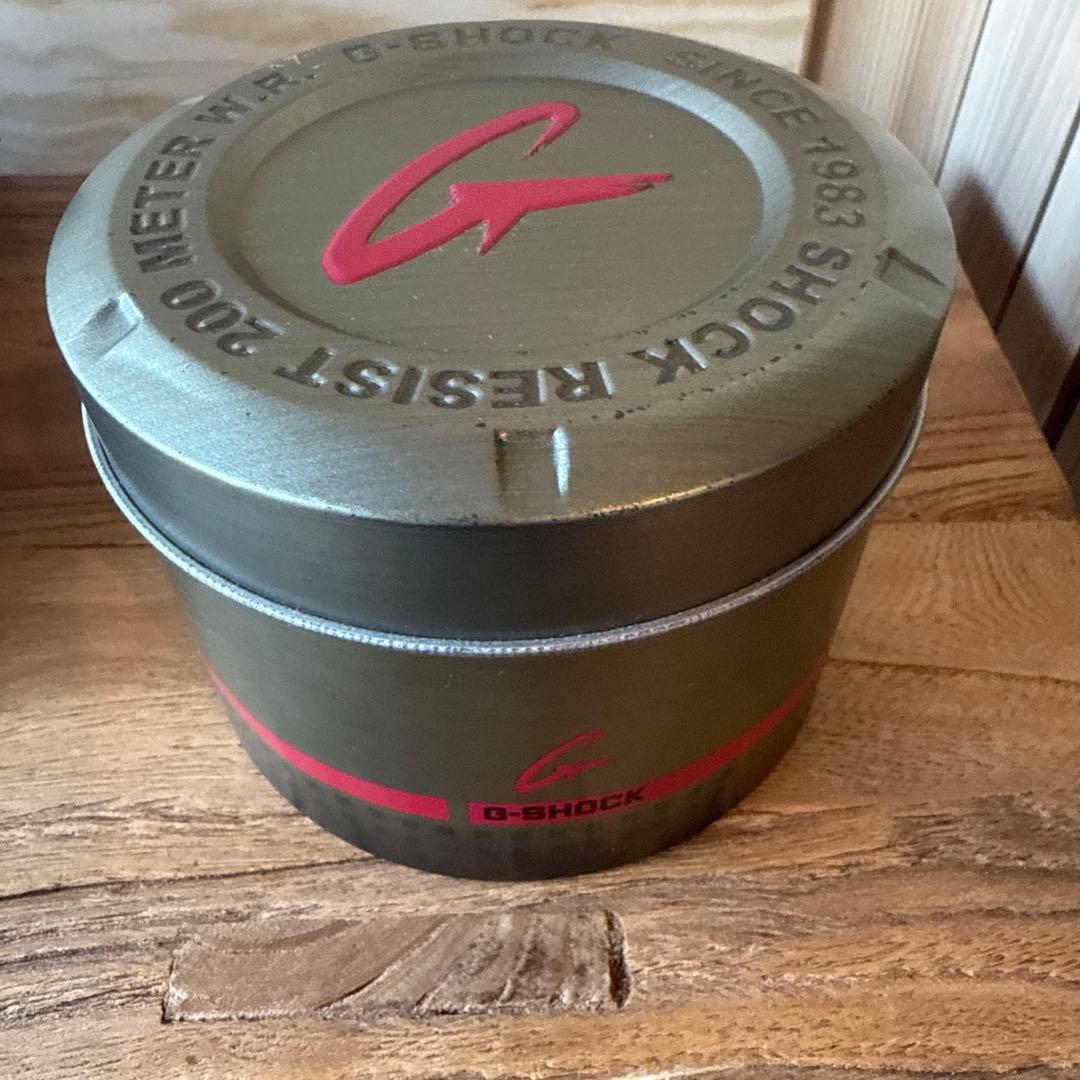 G-SHOCK SINCE 1983 SHOCK RESIST 200 METER W.R.
G-SHOCK